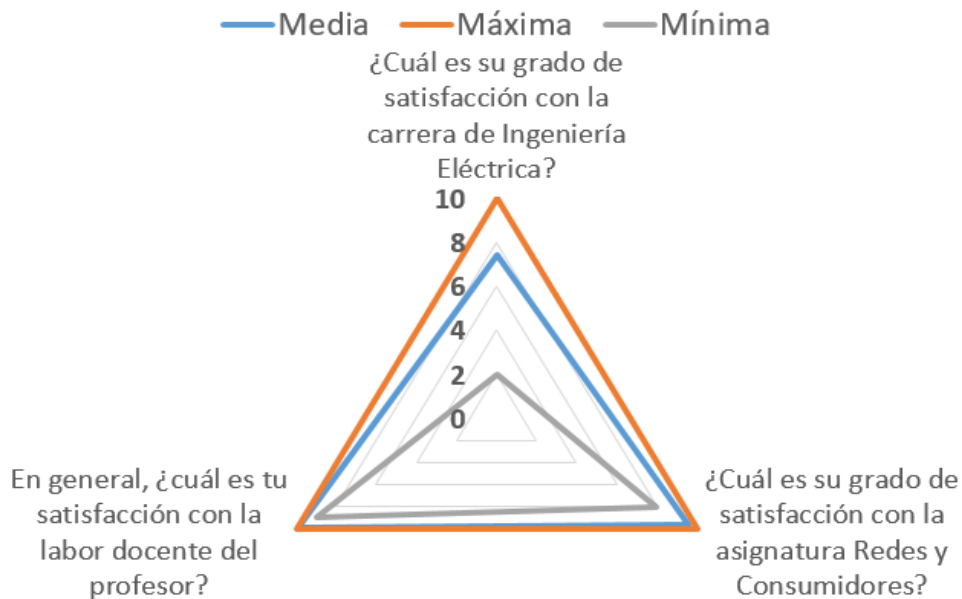 Media Máxima Mínima
¿Cuál es su grado de
satisfacción con la
carrera de Ingeniería
Eléctrica?
10
8
6
4
2
0
En general, ¿cuál es tu
satisfacción con la
labor docente del
profesor?
¿Cuál es su grado de
satisfacción con la
asignatura Redes y
Consumidores?